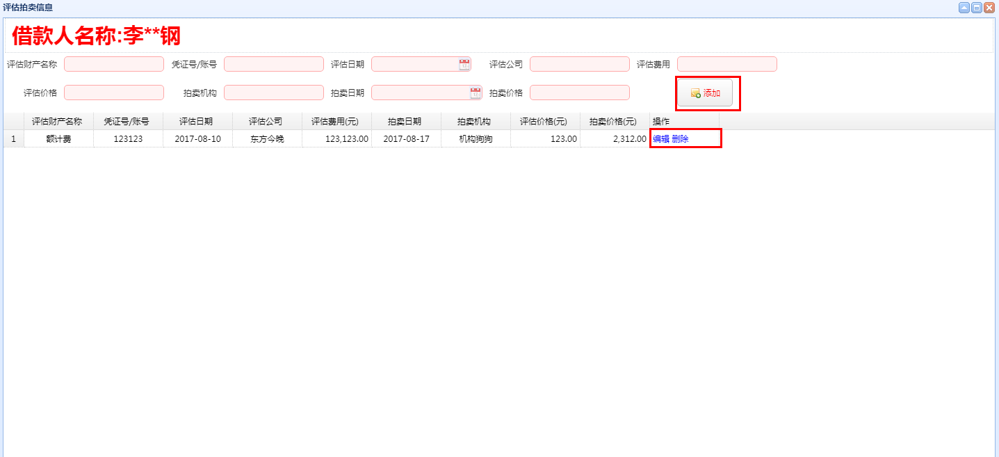 评估拍卖信息
借款人名称:李**钢
评估财产名称 凭证号/账号 评估日期 评估公司 评估费用
评估价格 拍卖机构 拍卖日期 拍卖价格 添加
评估财产名称 凭证号/账号 评估日期 评估公司 评估费用(元) 拍卖日期 拍卖机构 评估价格(元) 拍卖价格(元) 操作
1 额计费 123123 2017-08-10 东方今晚 123,123.00 2017-08-17 机构狗狗 123.00 2,312.00 编辑 删除